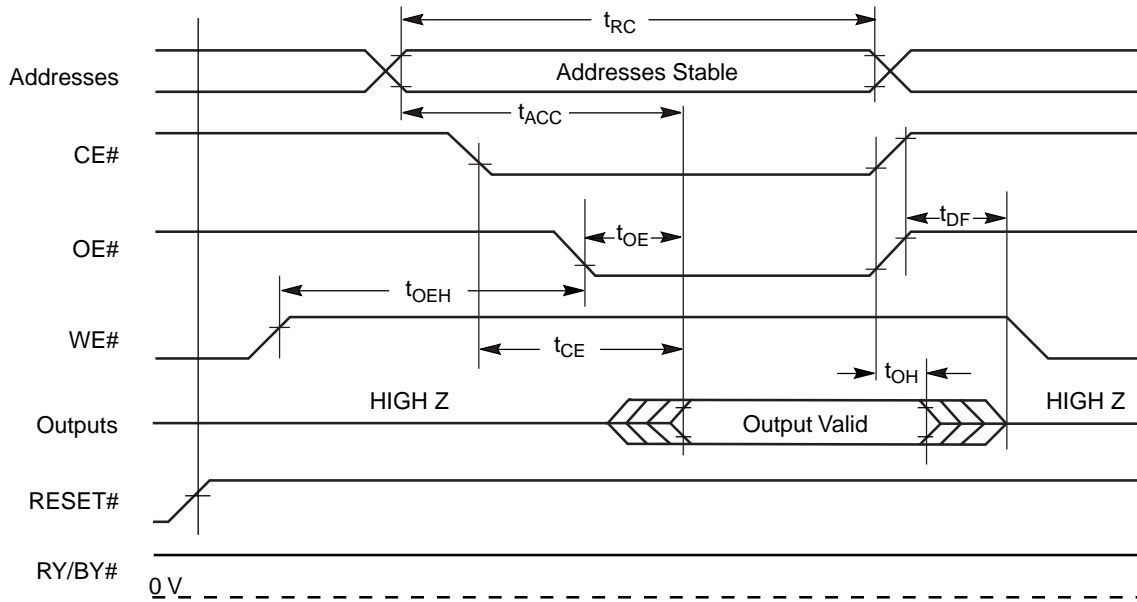 tRC
Addresses
Addresses Stable
tACC
CE#
tDF
OE#
tOE
tOEH
WE#
tCE
tOH
HIGH Z
HIGH Z
Outputs
Output Valid
RESET#
RY/BY#
0 V